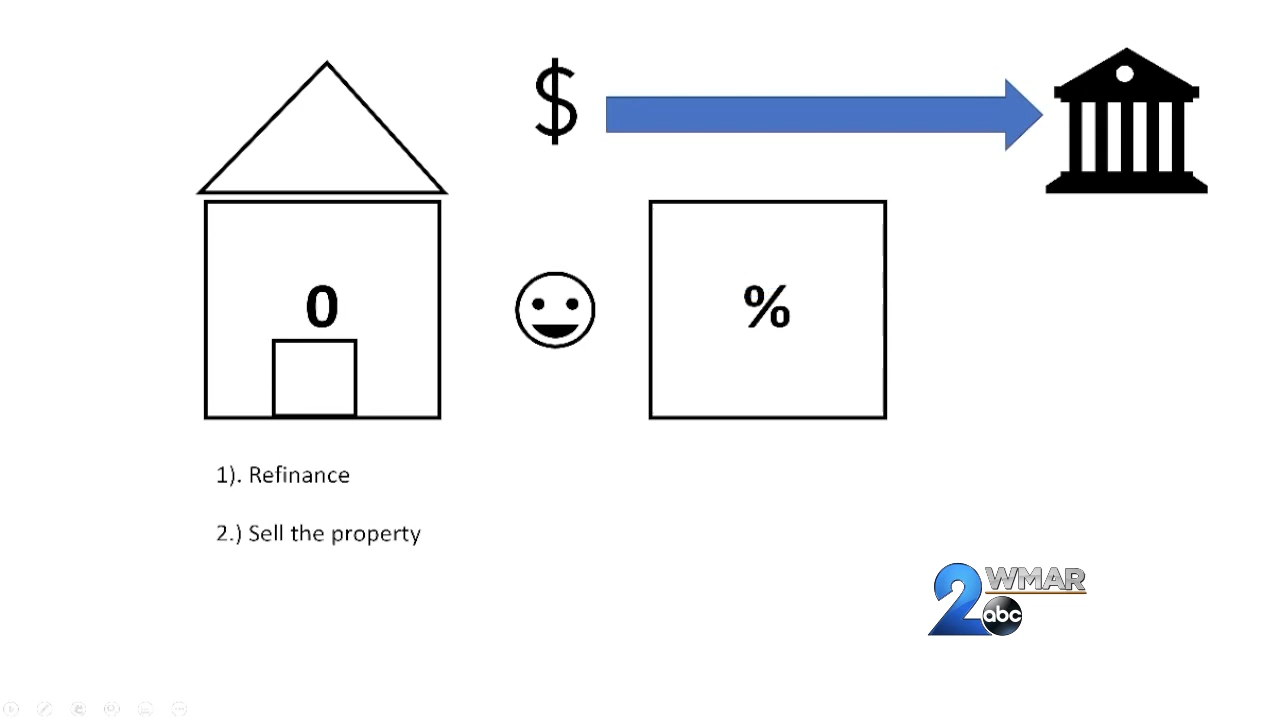 $
0
%
1). Refinance
2.) Sell the property
2 WMAR
abc